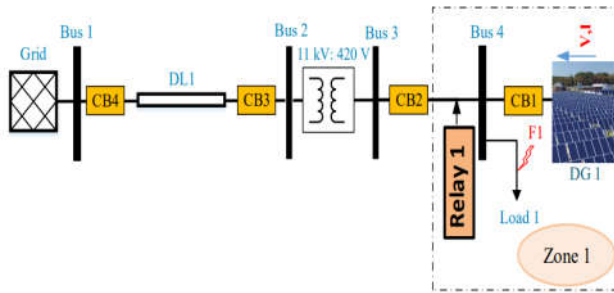 Bus 1
Bus 2
11 kV: 420 V
Bus 3
Bus 4
V,I
Grid
DL1
CB4
CB3
CB2
CB1
F1
Relay 1
DG 1
Load 1
Zone 1